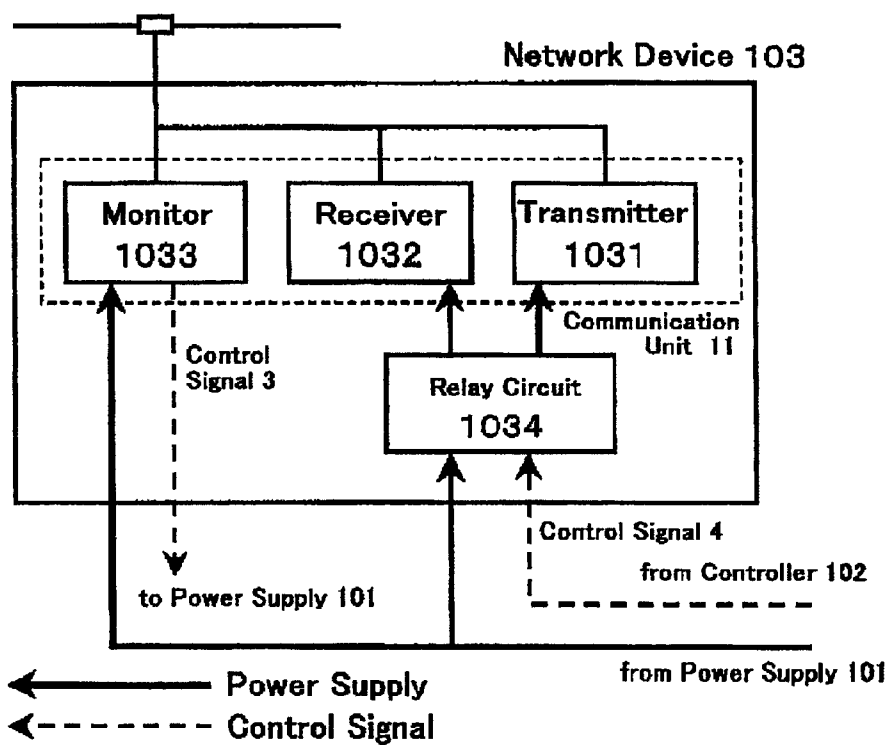 Network Device 103
Monitor
1033
Receiver
1032
Transmitter
1031
Communication
Unit 11
Control
Signal 3
Relay Circuit
1034
Control Signal 4
from Controller 102
to Power Supply 101
from Power Supply 101
Power Supply
Control Signal